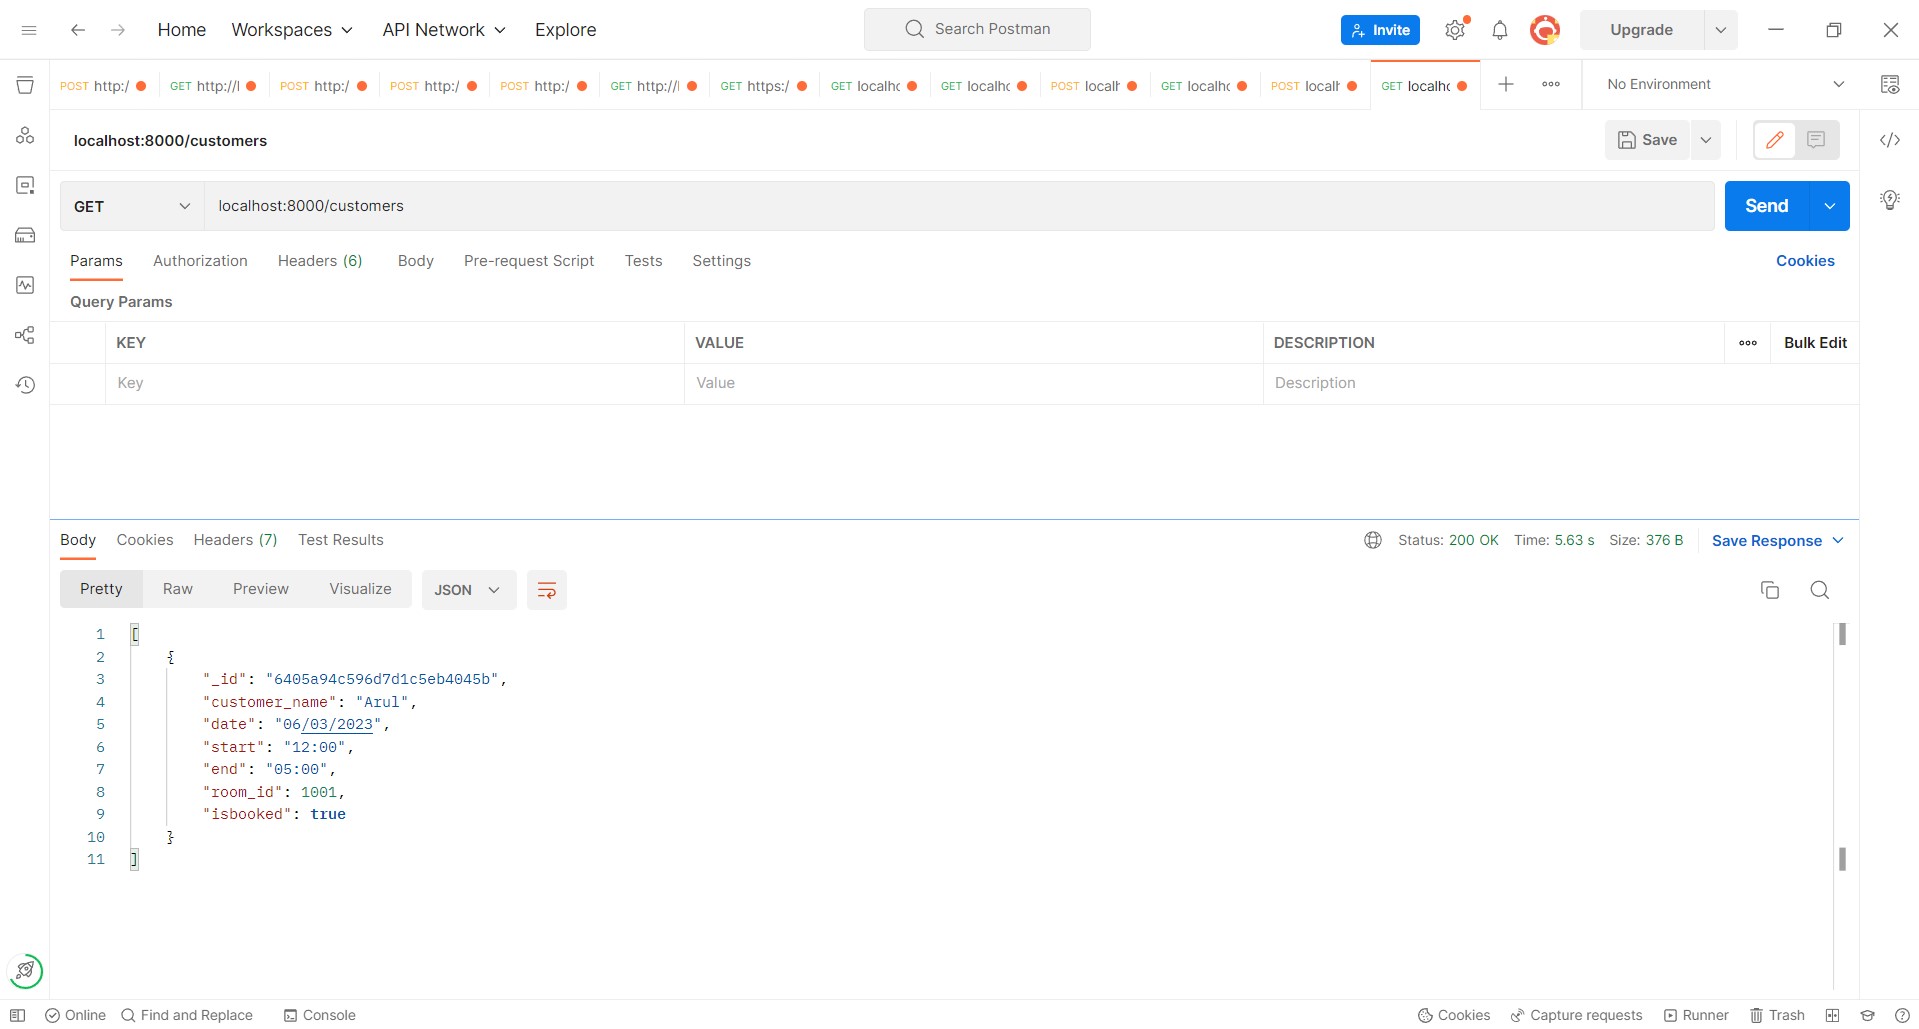 Home Workspaces API Network Explore Search Postman Invite Upgrade
POST http:/ GET http://l POST http:/ POST http:/ POST http:/ GET http://l GET https:/ GET localhc GET localhc POST localh GET localhc POST localh GET localhc No Environment
localhost:8000/customers Save
GET localhost:8000/customers Send
Params Authorization Headers (6) Body Pre-request Script Tests Settings Cookies
Query Params
KEY VALUE DESCRIPTION Bulk Edit
Key Value Description
Body Cookies Headers (7) Test Results Status: 200 OK Time: 5.63 s Size: 376 B Save Response
Pretty Raw Preview Visualize JSON
1 [
2 {
3 "_id": "6405a94c596d7d1c5eb4045b",
4 "customer_name": "Arul",
5 "date": "06/03/2023",
6 "start": "12:00",
7 "end": "05:00",
8 "room_id": 1001,
9 "isbooked": true
10 }
11 ]
Online Find and Replace Console Cookies Capture requests Runner Trash